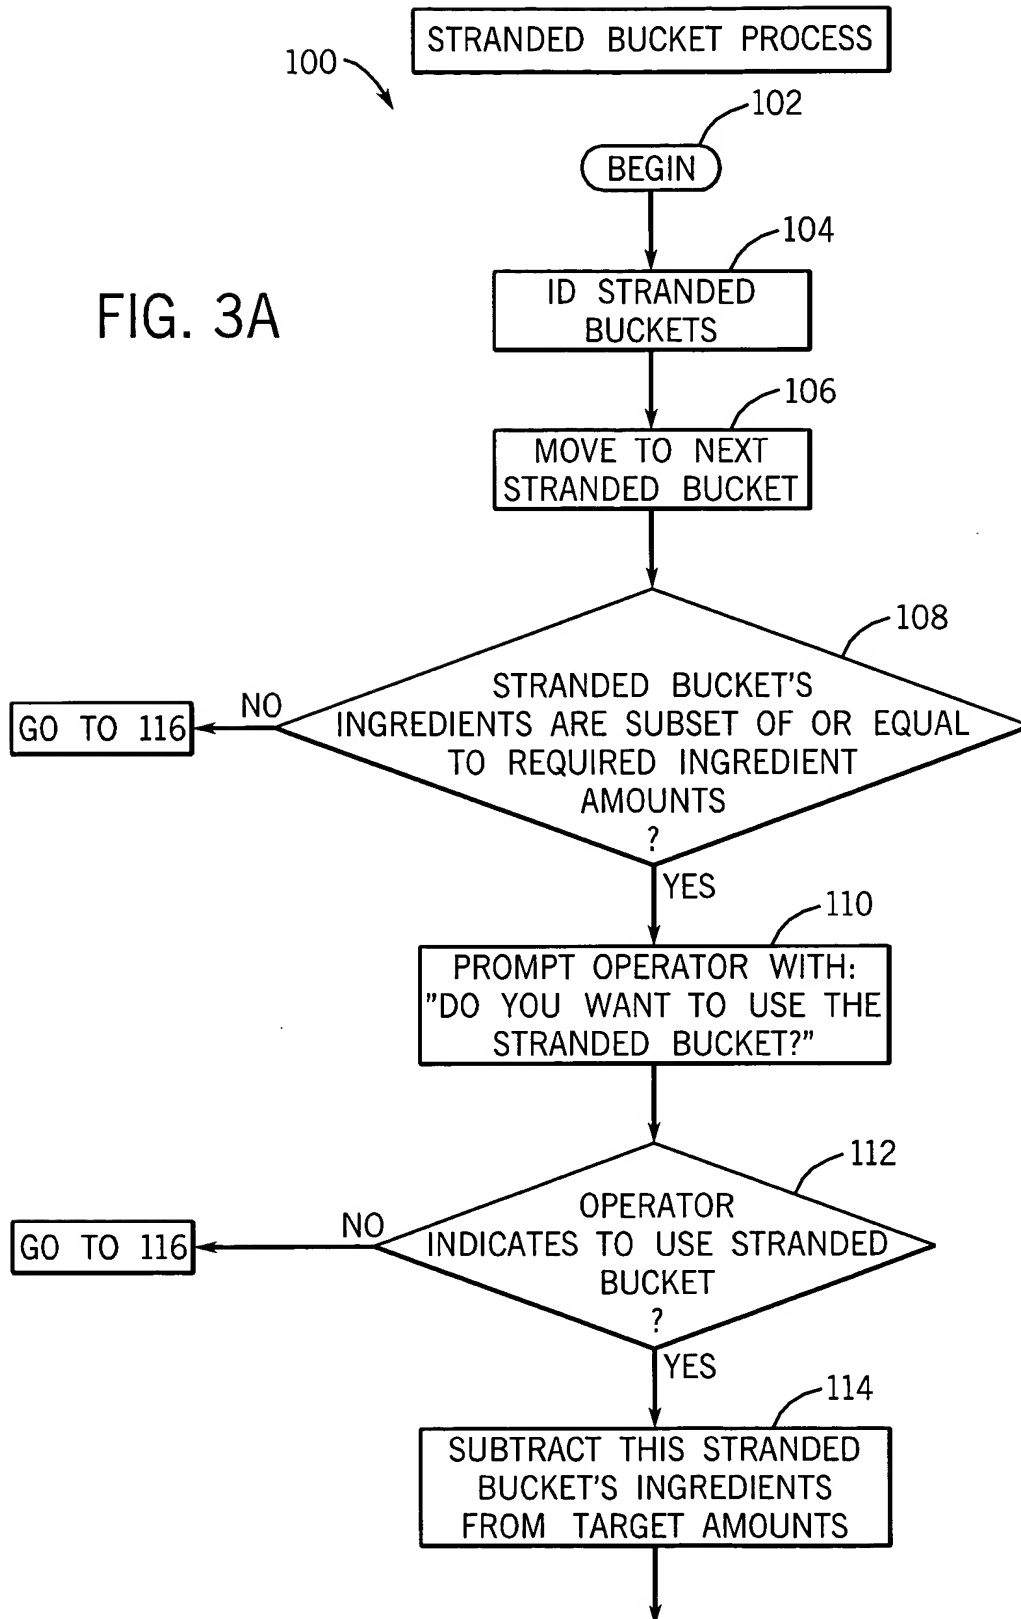 STRANDED BUCKET PROCESS
100
102
BEGIN
104
ID STRANDED
BUCKETS
FIG. 3A
106
MOVE TO NEXT
STRANDED BUCKET
108
STRANDED BUCKET'S
INGREDIENTS ARE SUBSET OF OR EQUAL
TO REQUIRED INGREDIENT
AMOUNTS
?
NO
GO TO 116
YES
110
PROMPT OPERATOR WITH:
"DO YOU WANT TO USE THE
STRANDED BUCKET?"
112
OPERATOR
INDICATES TO USE STRANDED
BUCKET
?
NO
GO TO 116
YES
114
SUBTRACT THIS STRANDED
BUCKET'S INGREDIENTS
FROM TARGET AMOUNTS